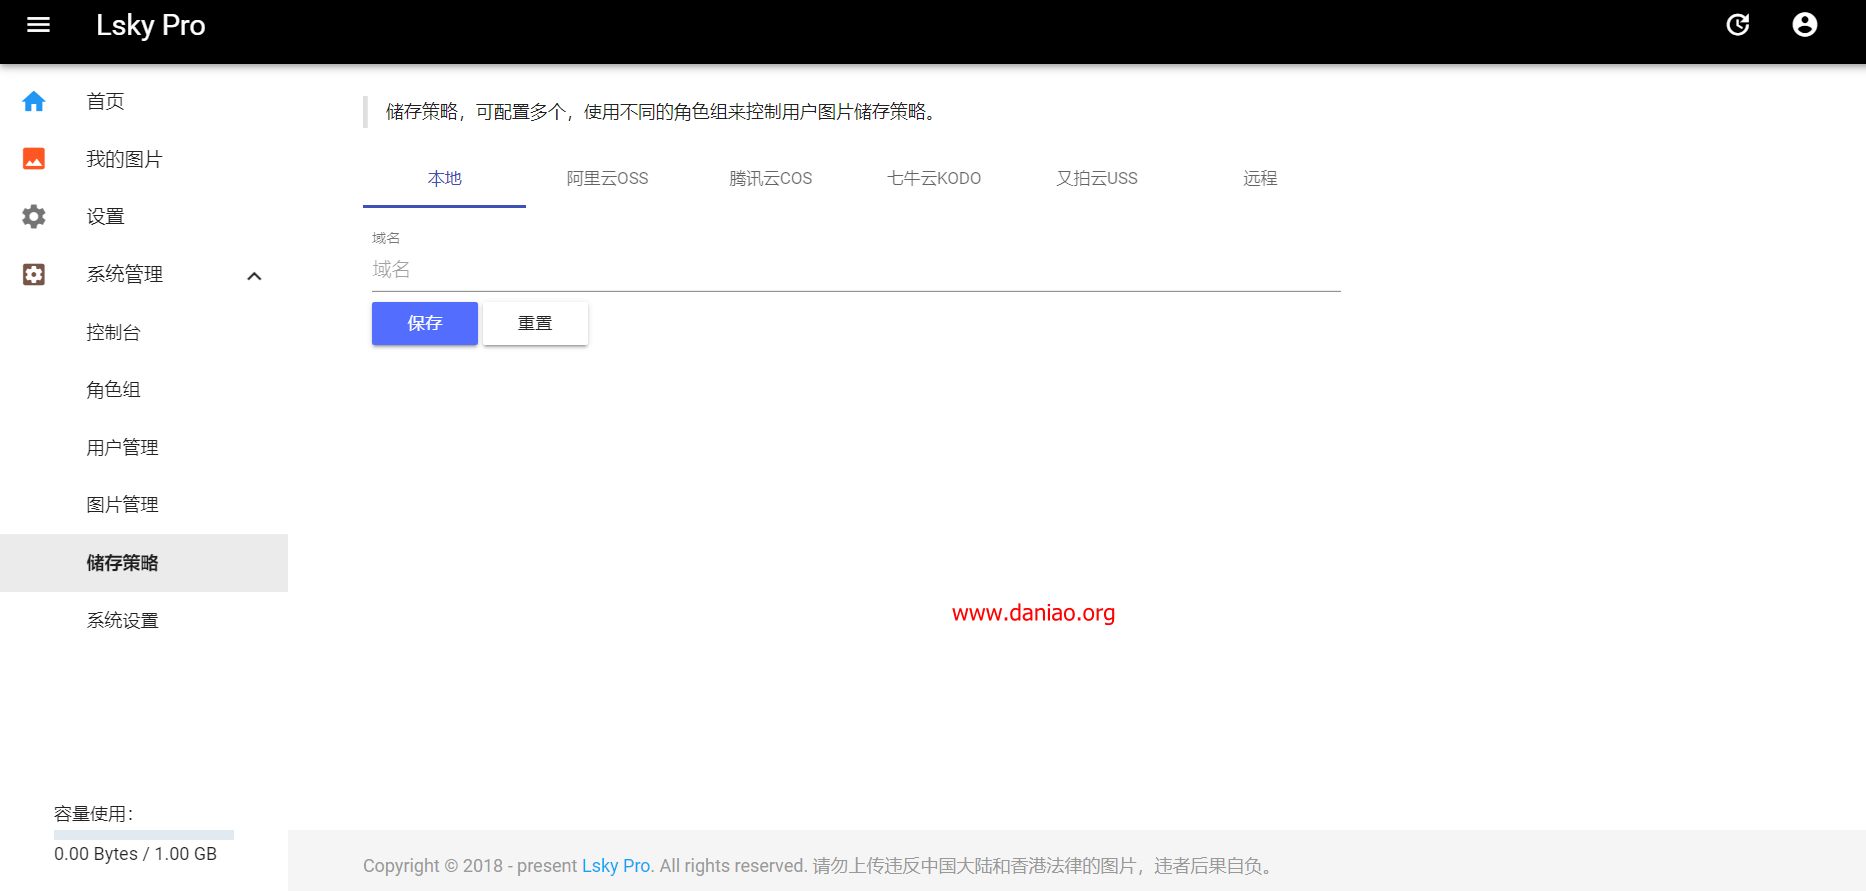 Lsky Pro
首页
我的图片
设置
系统管理
控制台
角色组
用户管理
图片管理
储存策略
系统设置
容量使用：
0.00 Bytes / 1.00 GB
储存策略，可配置多个，使用不同的角色组来控制用户图片储存策略。
本地 阿里云OSS 腾讯云COS 七牛云KODO 又拍云USS 远程
域名
域名
保存 重置
www.daniao.org
Copyright © 2018 - present Lsky Pro. All rights reserved. 请勿上传违反中国大陆和香港法律的图片，违者后果自负。